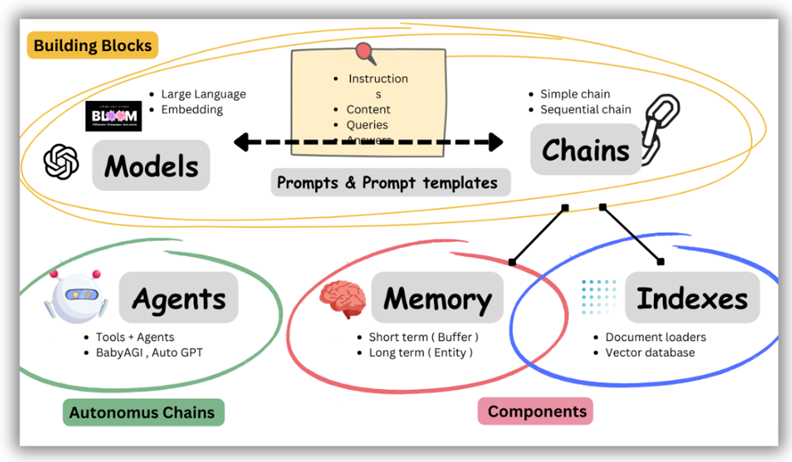 Building Blocks
Instruction
s
Content
Queries
Answers
Large Language
Embedding
BLOOM
Models
Prompts & Prompt templates
Simple chain
Sequential chain
Chains
Agents
Tools + Agents
BabyAGI , Auto GPT
Autonomus Chains
Memory
Short term ( Buffer )
Long term ( Entity )
Indexes
Document loaders
Vector database
Components